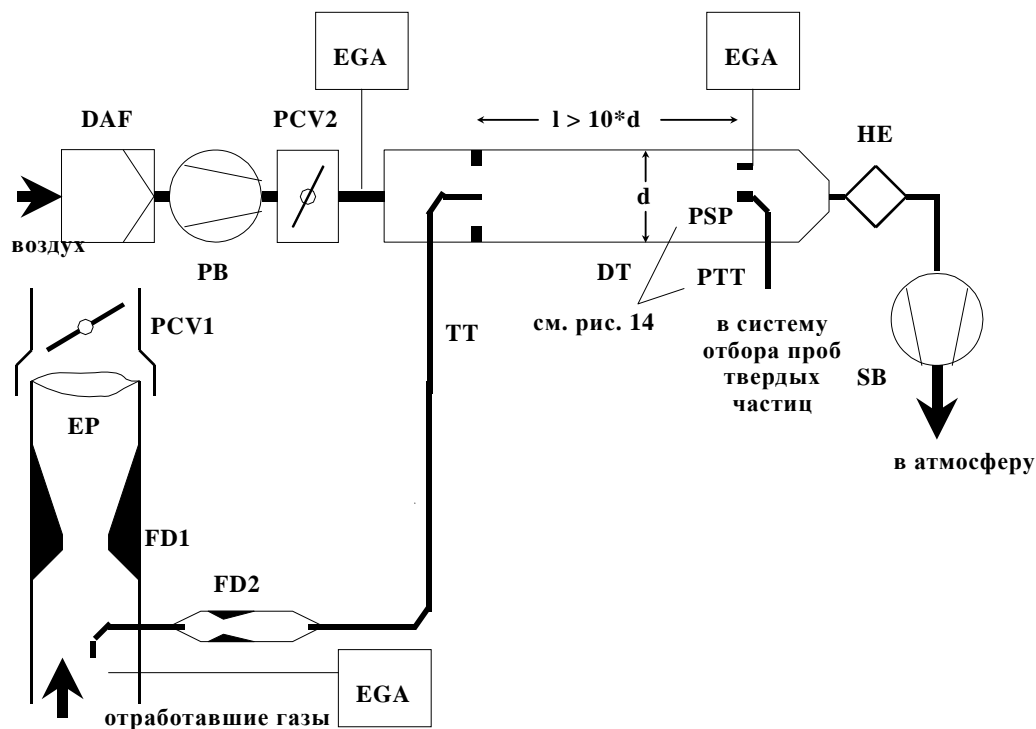 EGA
EGA
DAF
PCV2
l > 10*d
HE
воздух
d
PSP
PB
DT
PTT
PCV1
TT
см. рис. 14
в систему
отбора проб
твердых
частиц
SB
EP
в атмосферу
FD1
FD2
EGA
отработавшие газы